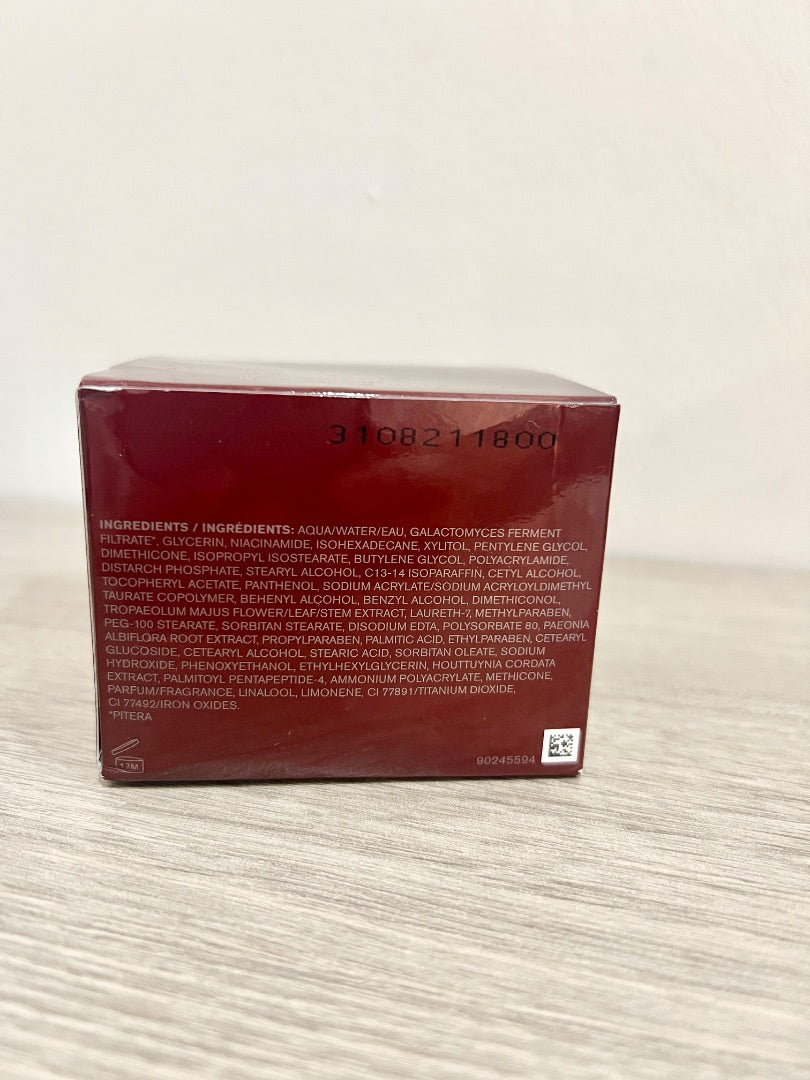 3108211800
INGREDIENTS / INGRÉDIENTS: AQUA/WATER/EAU, GALACTOMYCES FERMENT
FILTRATE*, GLYCERIN, NIACINAMIDE, ISOHEXADECANE, XYLITOL, PENTYLENE GLYCOL,
DIMETHICONE, ISOPROPYL ISOSTEARATE, BUTYLENE GLYCOL, POLYACRYLAMIDE,
DISTARCH PHOSPHATE, STEARYL ALCOHOL, C13-14 ISOPARAFFIN, CETYL ALCOHOL,
TOCOPHERYL ACETATE, PANTHENOL, SODIUM ACRYLATE/SODIUM ACRYLOYLDIMETHYL
TAURATE COPOLYMER, BEHENYL ALCOHOL, BENZYL ALCOHOL, DIMETHICONOL,
TROPAEOLUM MAJUS FLOWER/LEAF/STEM EXTRACT, LAURETH-7, METHYLPARABEN,
PEG-100 STEARATE, SORBITAN STEARATE, DISODIUM EDTA, POLYSORBATE 80, PAEONIA
ALBIFLORA ROOT EXTRACT, PROPYLPARABEN, PALMITIC ACID, ETHYLPARABEN, CETEARYL
GLUCOSIDE, CETEARYL ALCOHOL, STEARIC ACID, SORBITAN OLEATE, SODIUM
HYDROXIDE, PHENOXYETHANOL, ETHYLHEXYLGLYCERIN, HOUTTUYNIA CORDATA
EXTRACT, PALMITOYL PENTAPEPTIDE-4, AMMONIUM POLYACRYLATE, METHICONE,
PARFUM/FRAGRANCE, LINALOOL, LIMONENE, CI 77891/TITANIUM DIOXIDE,
CI 77492/IRON OXIDES.
*PITERA
12M
90245594